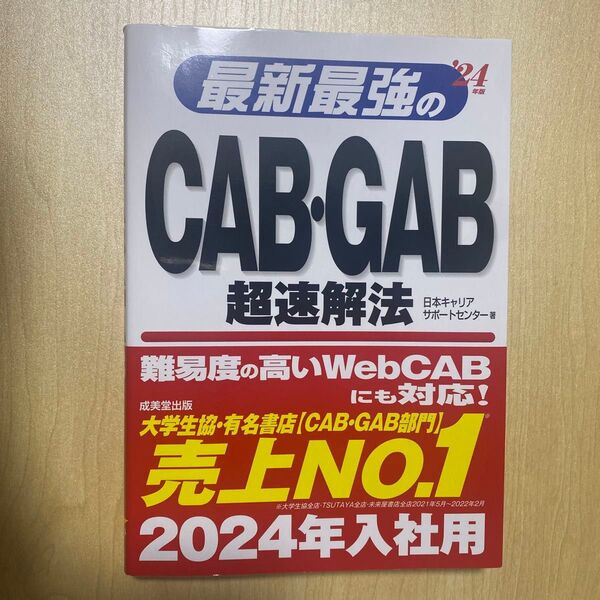 最新最強の
'24
年版
CAB・GAB
超速解法
日本キャリア
サポートセンター 著
難易度の高いWebCAB
にも対応!
成美堂出版
大学生協・有名書店【CAB・GAB部門】
売上NO.1※
※大学生協全店・TSUTAYA全店・未来屋書店全店2021年5月~2022年2月
2024年入社用